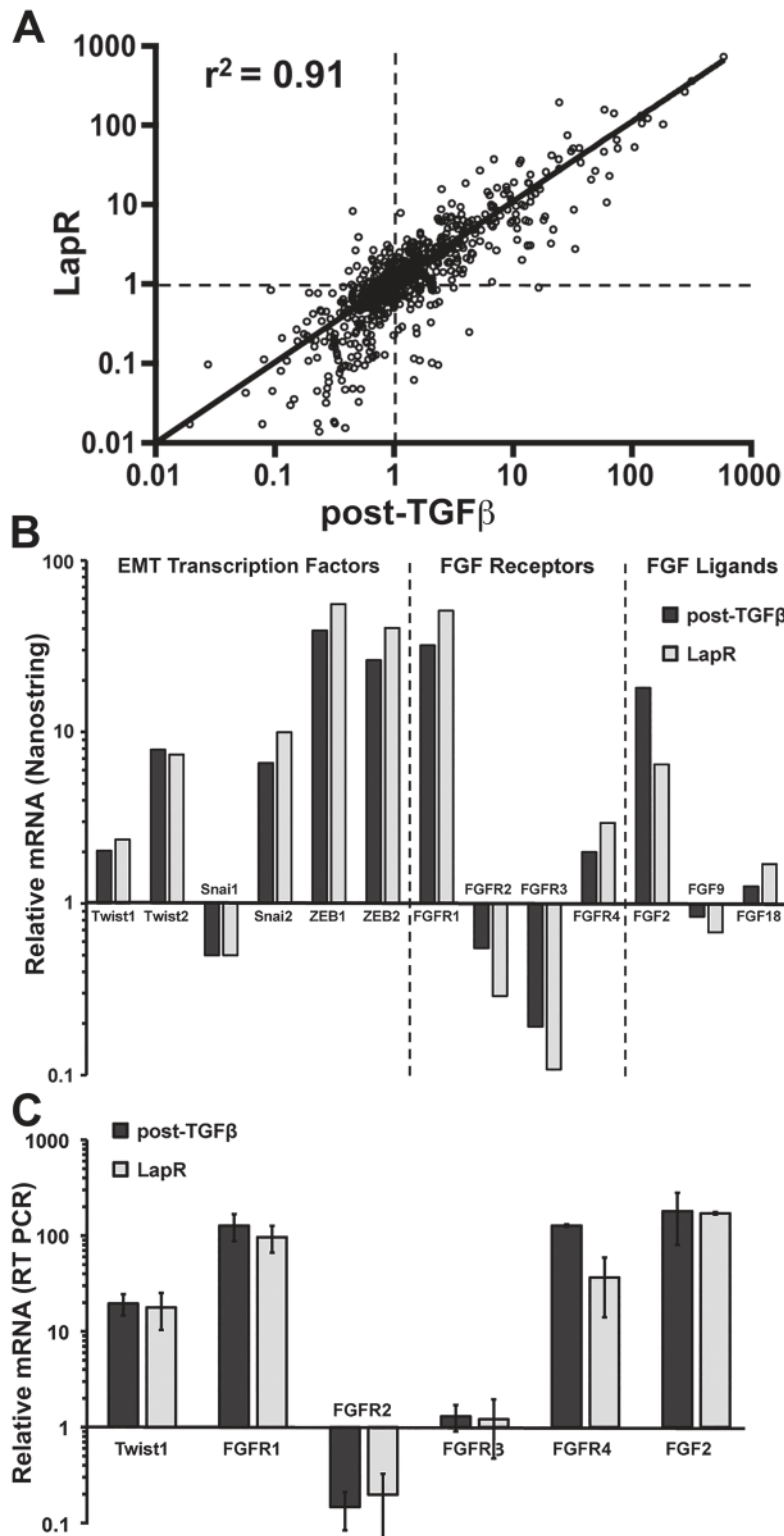 A
r² = 0.91
1000
100
10
1
0.1
0.01
LapR
0.01 0.1 1 10 100 1000
post-TGFβ
B
EMT Transcription Factors FGF Receptors FGF Ligands
post-TGFβ
LapR
100
10
1
0.1
Relative mRNA (Nanostring)
Snai1 FGFR2 FGFR3 FGF9
Twist1 Twist2 Snai2 ZEB1 ZEB2 FGFR1 FGFR4 FGF2 FGF18
C
post-TGFβ
LapR
1000
100
10
1
0.1
Relative mRNA (RT PCR)
FGFR2
Twist1 FGFR1 FGFR3 FGFR4 FGF2